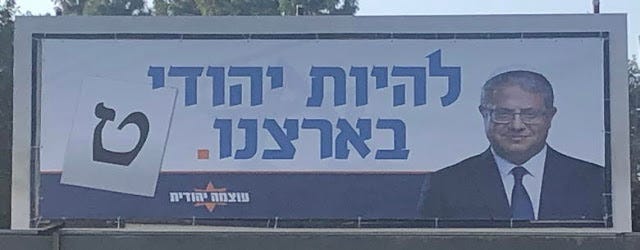 להיות יהודי
בארצנו.
ט
עוצמה יהודית